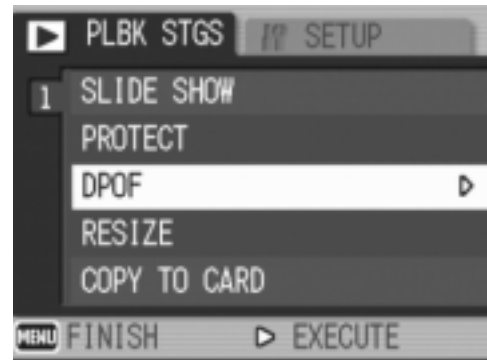 PLBK STGS SETUP
1 SLIDE SHOW
PROTECT
DPOF
RESIZE
COPY TO CARD
MENU FINISH EXECUTE